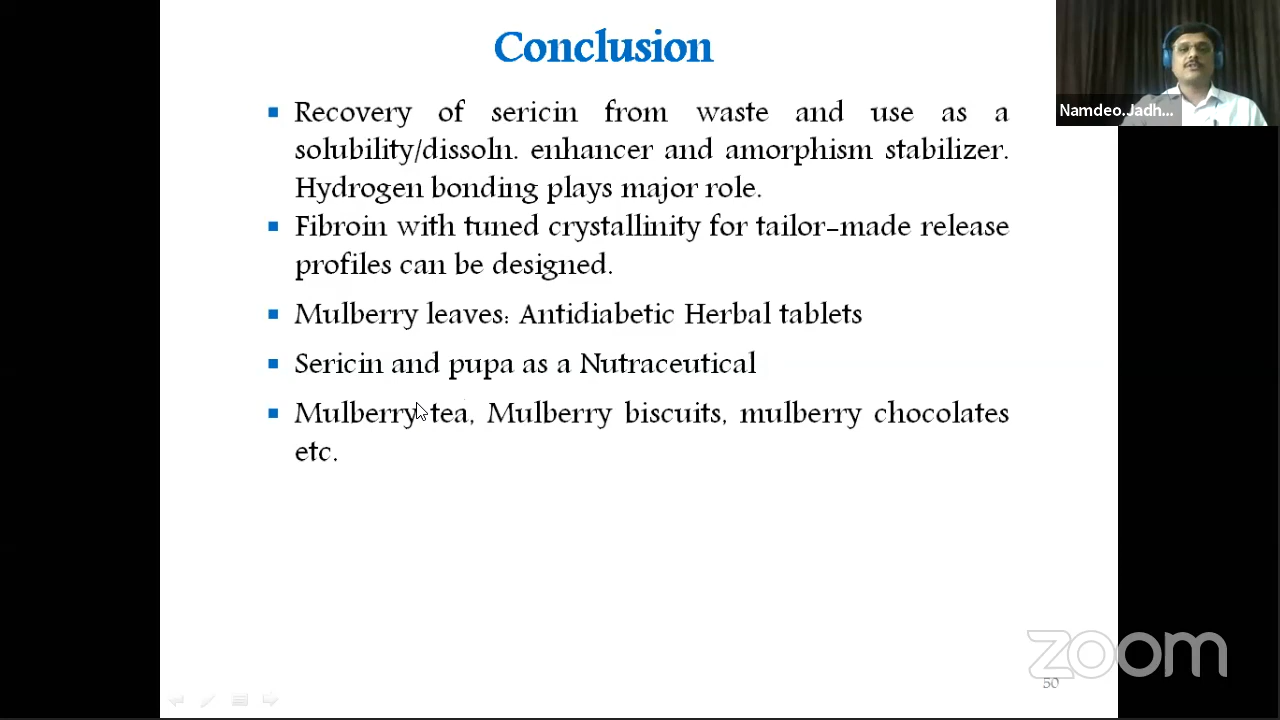 Conclusion
Namdeo.Jadh...
Recovery of sericin from waste and use as a
solubility/dissoln. enhancer and amorphism stabilizer.
Hydrogen bonding plays major role.
Fibroin with tuned crystallinity for tailor-made release
profiles can be designed.
Mulberry leaves: Antidiabetic Herbal tablets
Sericin and pupa as a Nutraceutical
Mulberry tea, Mulberry biscuits, mulberry chocolates
etc.
zoom
50